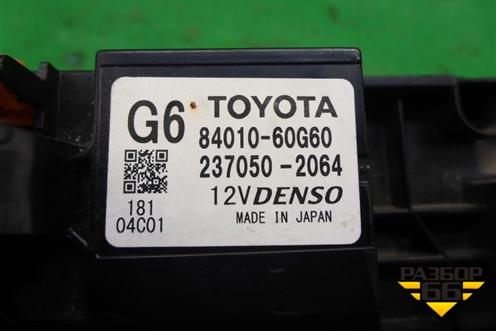 G6 TOYOTA
84010-60G60
237050-2064
12V DENSO
MADE IN JAPAN
181
04C01
РАЗБОР
66